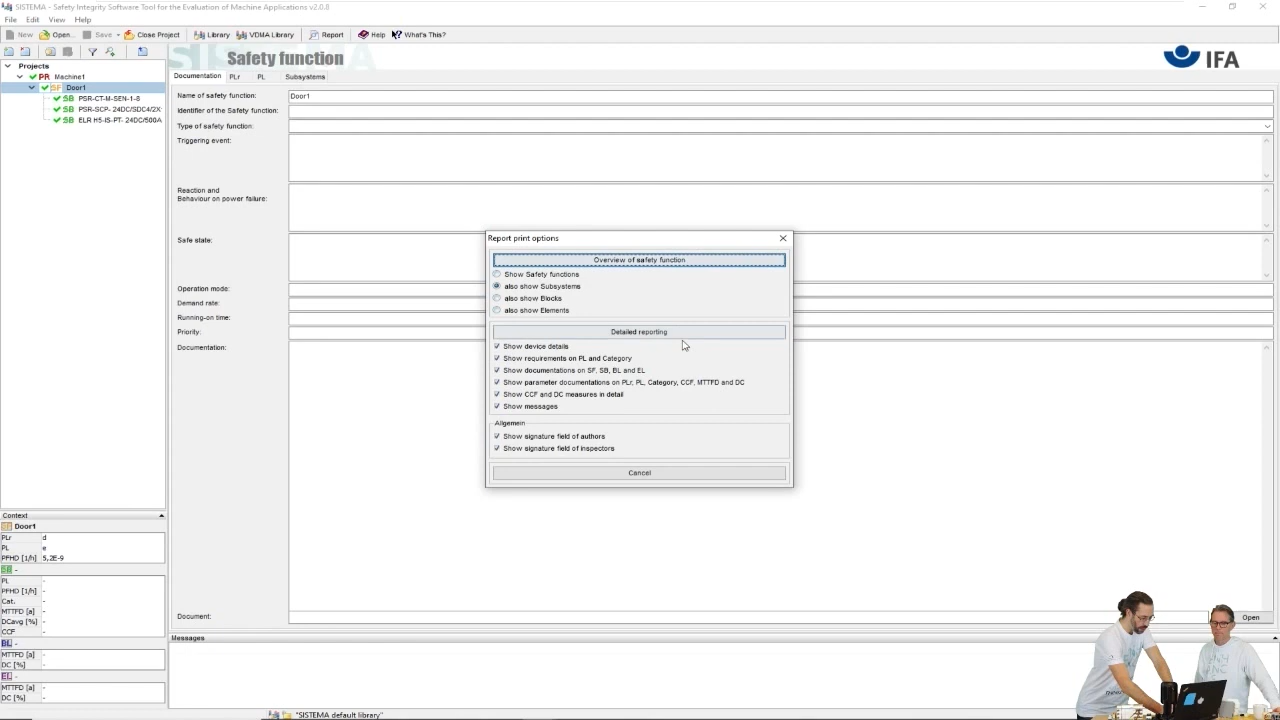 SISTEMA - Safety Integrity Software Tool for the Evaluation of Machine Applications v2.0.8
File Edit View Help
New Open... Save Close Project Library VDMA Library Report Help What's This?
SISTEMA
Safety function
IFA
Projects
PR Machine1
SF Door1
SB PSR-CT-M-SEN-1-8
SB PSR-SCP- 24DC/SDC4/2X
SB ELR H5-IS-PT- 24DC/500A
Documentation PLr PL Subsystems
Name of safety function: Door1
Identifier of the Safety function:
Type of safety function:
Triggering event:
Reaction and
Behaviour on power failure:
Safe state:
Operation mode:
Demand rate:
Running-on time:
Priority:
Documentation:
Document:
Open
Report print options
Overview of safety function
Show Safety functions
also show Subsystems
also show Blocks
also show Elements
Detailed reporting
Show device details
Show requirements on PL and Category
Show documentations on SF, SB, BL and EL
Show parameter documentations on PLr, PL, Category, CCF, MTTFD and DC
Show CCF and DC measures in detail
Show messages
Allgemein
Show signature field of authors
Show signature field of inspectors
Cancel
Context
SF Door1
PLr d
PL e
PFHD [1/h] 5,2E-9
SB -
PL -
PFHD [1/h] -
Cat. -
MTTFD [a] -
DCavg [%] -
CCF -
BL -
MTTFD [a] -
DC [%] -
EL -
MTTFD [a] -
DC [%] -
Messages
"SISTEMA default library"